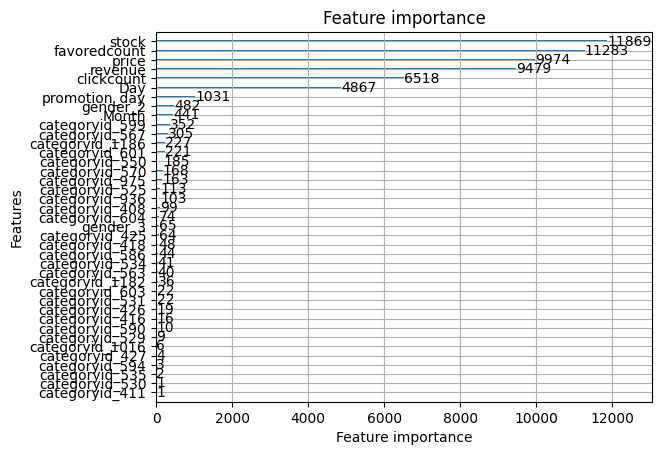 Feature importance
stock 11869
favoredcount 11283
price 9974
revenue 9479
clickcount 6518
Day 4867
promotion_day 1031
gender_2 482
Month 441
categoryid_599 352
categoryid_567 305
categoryid_1186 227
categoryid_601 221
categoryid_550 185
categoryid_570 168
categoryid_975 163
categoryid_525 113
categoryid_936 103
categoryid_408 99
categoryid_604 74
gender_3 65
categoryid_425 64
categoryid_418 48
categoryid_586 44
categoryid_534 41
categoryid_563 40
categoryid_1182 36
categoryid_603 22
categoryid_531 22
categoryid_426 19
categoryid_416 16
categoryid_590 10
categoryid_529 9
categoryid_1016 6
categoryid_427 4
categoryid_594 3
categoryid_535 2
categoryid_530 1
categoryid_411 1
Features
0 2000 4000 6000 8000 10000 12000
Feature importance